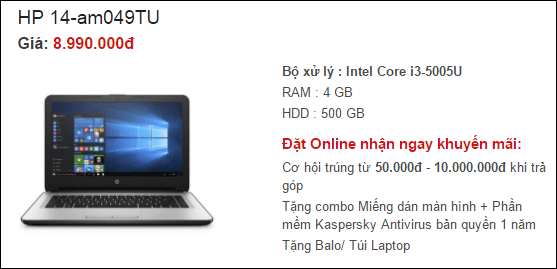 HP 14-am049TU
Giá: 8.990.000đ
Bộ xử lý : Intel Core i3-5005U
RAM : 4 GB
HDD : 500 GB
Đặt Online nhận ngay khuyến mãi:
Cơ hội trúng từ 50.000đ - 10.000.000đ khi trả
góp
Tặng combo Miếng dán màn hình + Phần
mềm Kaspersky Antivirus bản quyền 1 năm
Tặng Balo/ Túi Laptop